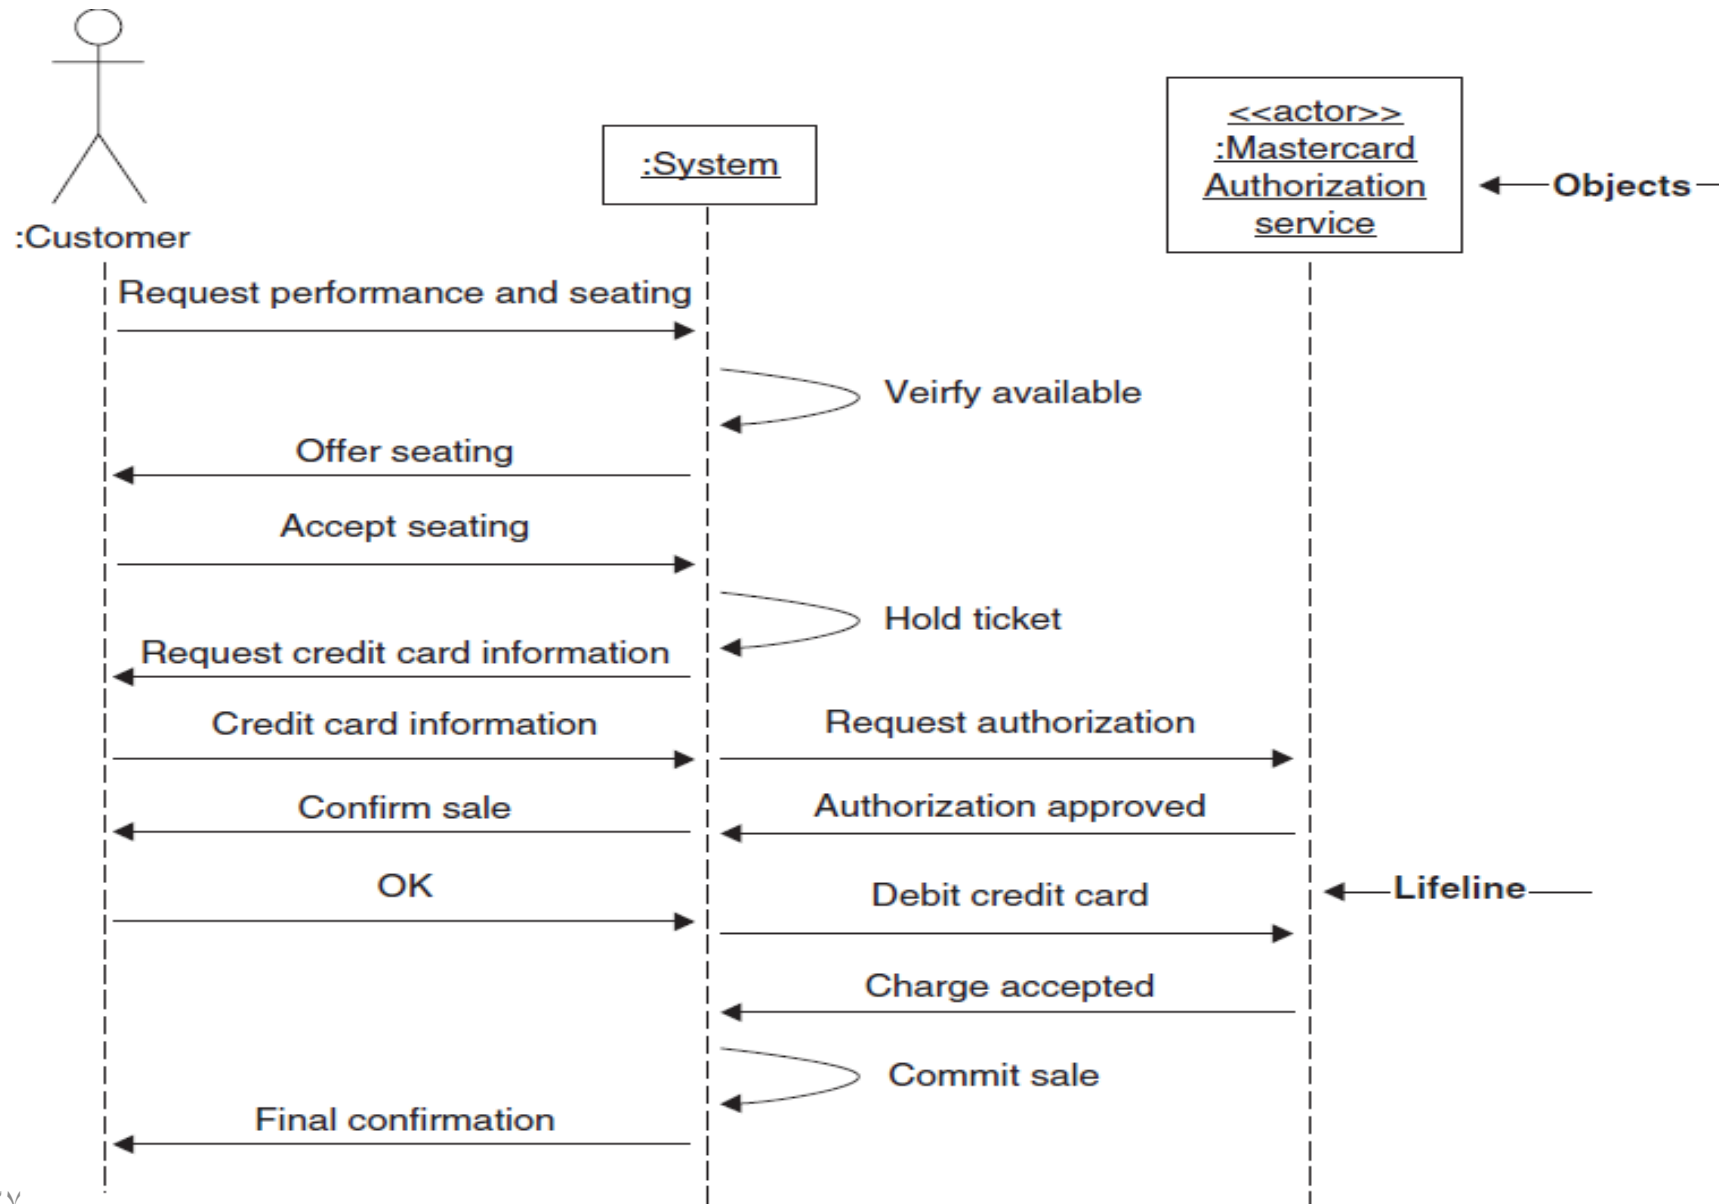 <<actor>>
:Mastercard
Authorization
service
:System
Objects
:Customer
Request performance and seating
Veirfy available
Offer seating
Accept seating
Hold ticket
Request credit card information
Credit card information
Request authorization
Confirm sale
Authorization approved
OK
Debit credit card
Lifeline
Charge accepted
Commit sale
Final confirmation